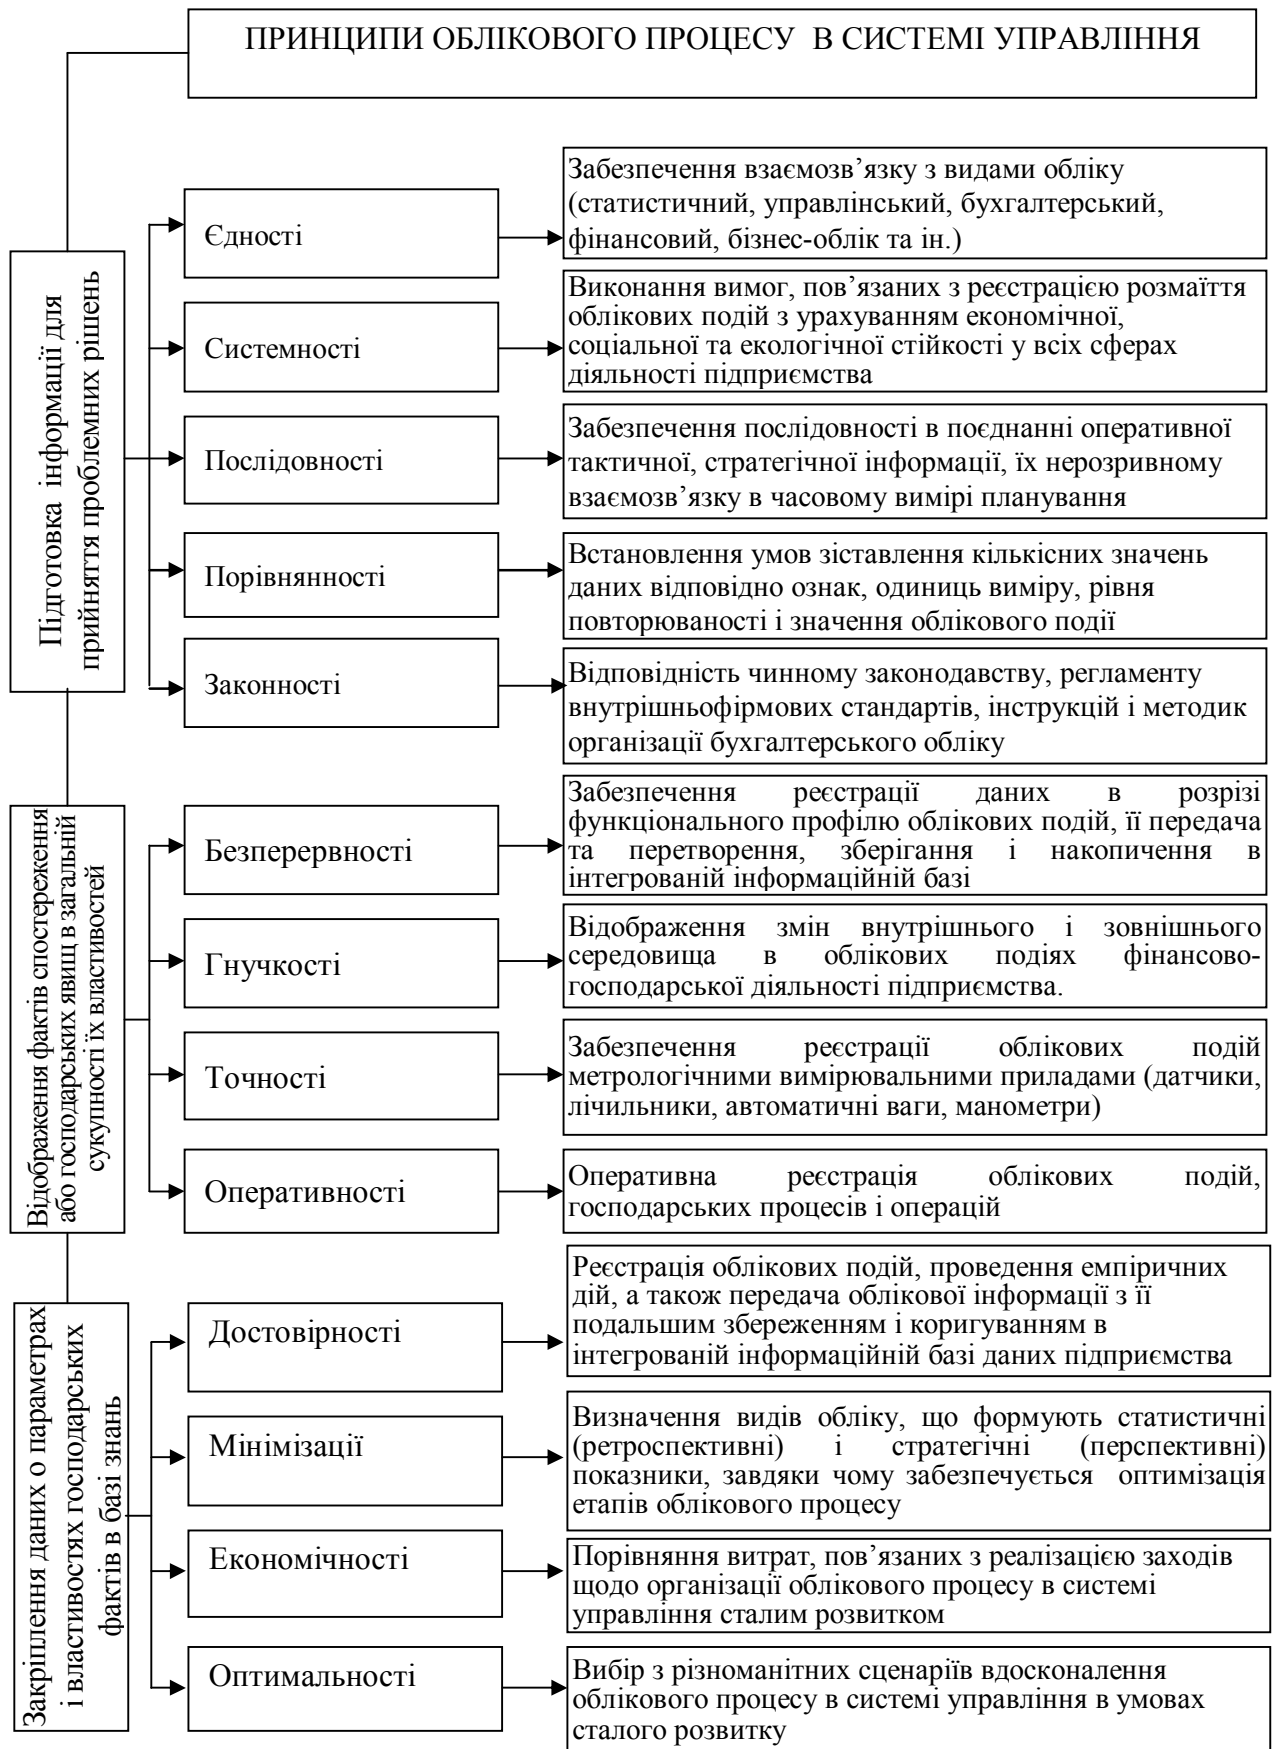 ПРИНЦИПИ ОБЛІКОВОГО ПРОЦЕСУ В СИСТЕМІ УПРАВЛІННЯ
Підготовка інформації для
прийняття проблемних рішень
Єдності
Забезпечення взаємозв’язку з видами обліку
(статистичний, управлінський, бухгалтерський,
фінансовий, бізнес-облік та ін.)
Системності
Виконання вимог, пов’язаних з реєстрацією розмаїття
облікових подій з урахуванням економічної,
соціальної та екологічної стійкості у всіх сферах
діяльності підприємства
Послідовності
Забезпечення послідовності в поєднанні оперативної
тактичної, стратегічної інформації, їх нерозривному
взаємозв’язку в часовому вимірі планування
Порівнянності
Встановлення умов зіставлення кількісних значень
даних відповідно ознак, одиниць виміру, рівня
повторюваності і значення облікового події
Законності
Відповідність чинному законодавству, регламенту
внутрішньофірмових стандартів, інструкцій і методик
організації бухгалтерського обліку
Відображення фактів спостереження
або господарських явищ в загальній
сукупності їх властивостей
Безперервності
Забезпечення реєстрації даних в розрізі
функціонального профілю облікових подій, її передача
та перетворення, зберігання і накопичення в
інтегрованій інформаційній базі
Гнучкості
Відображення змін внутрішнього і зовнішнього
середовища в облікових подіях фінансово-
господарської діяльності підприємства.
Точності
Забезпечення реєстрації облікових подій
метрологічними вимірювальними приладами (датчики,
лічильники, автоматичні ваги, манометри)
Оперативності
Оперативна реєстрація облікових подій,
господарських процесів і операцій
Закріплення даних о параметрах
і властивостях господарських
фактів в базі знань
Достовірності
Реєстрація облікових подій, проведення емпіричних
дій, а також передача облікової інформації з її
подальшим збереженням і коригуванням в
інтегрованій інформаційній базі даних підприємства
Мінімізації
Визначення видів обліку, що формують статистичні
(ретроспективні) і стратегічні (перспективні)
показники, завдяки чому забезпечується оптимізація
етапів облікового процесу
Економічності
Порівняння витрат, пов’язаних з реалізацією заходів
щодо організації облікового процесу в системі
управління сталим розвитком
Оптимальності
Вибір з різноманітних сценаріїв вдосконалення
облікового процесу в системі управління в умовах
сталого розвитку